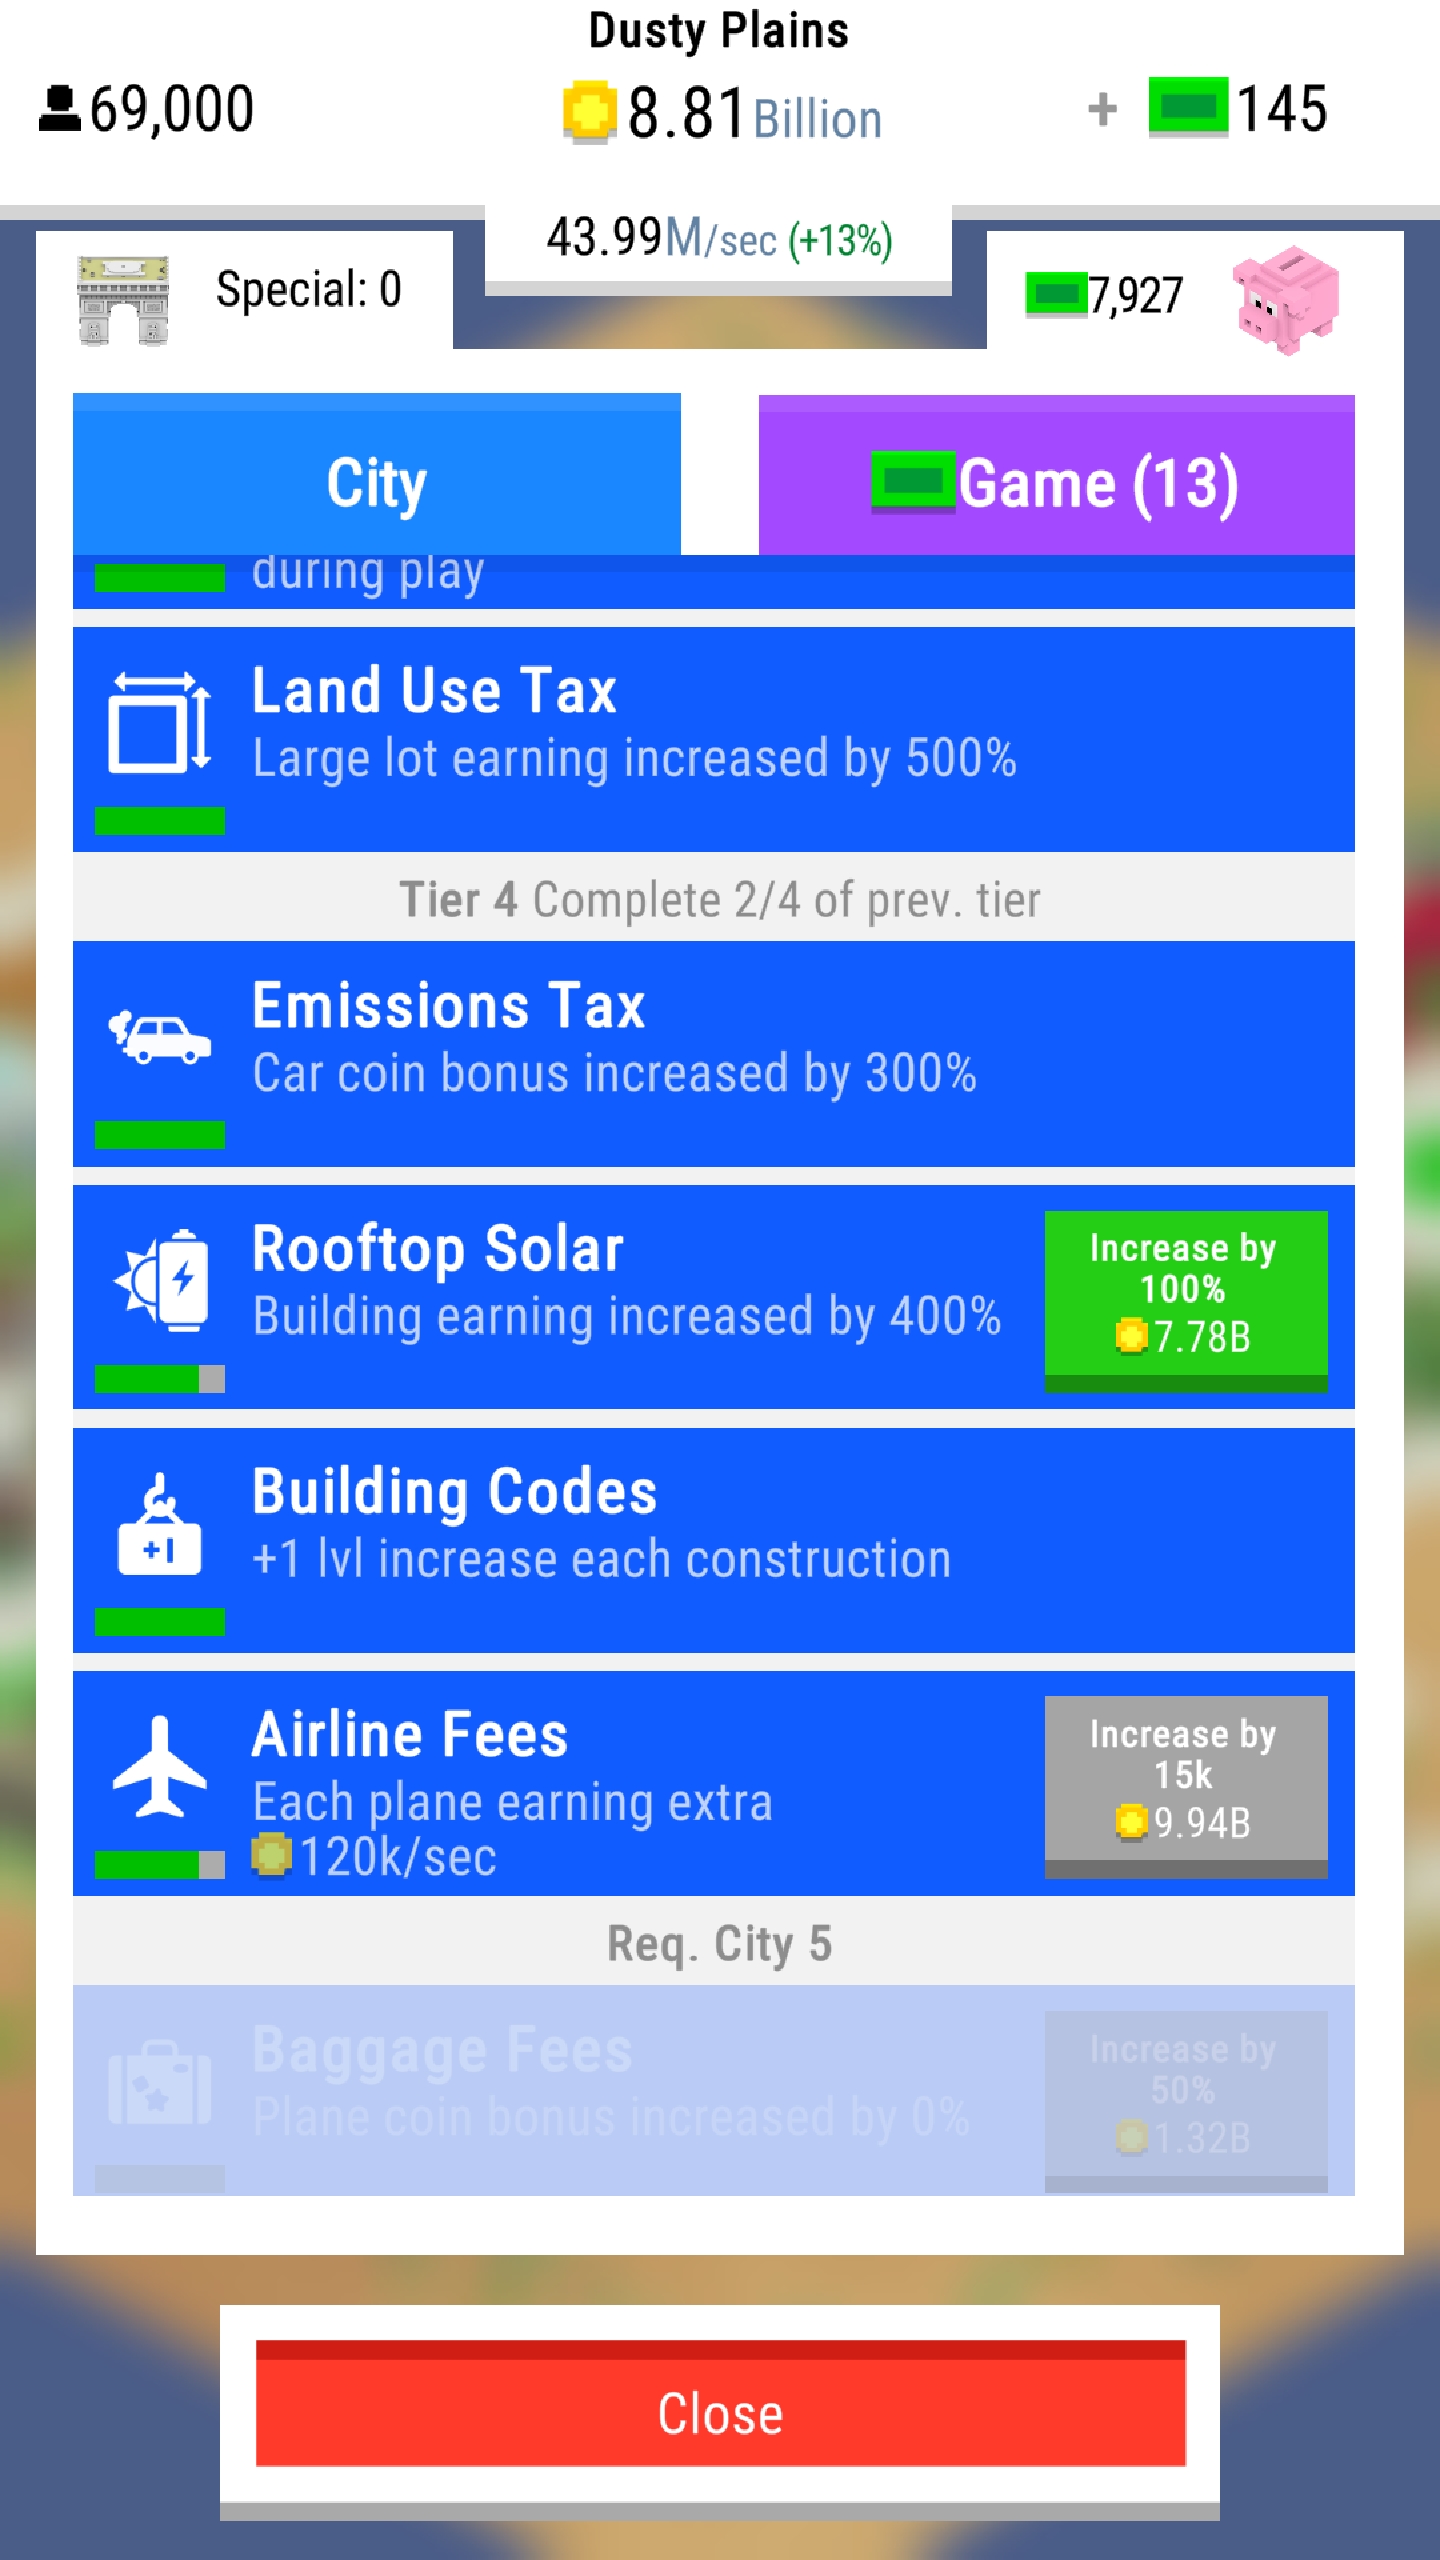 Dusty Plains
69,000
8.81Billion
+ 145
43.99M/sec (+13%)
Special: 0
7,927
City
Game (13)
during play
Land Use Tax
Large lot earning increased by 500%
Tier 4 Complete 2/4 of prev. tier
Emissions Tax
Car coin bonus increased by 300%
Rooftop Solar
Building earning increased by 400%
Increase by
100%
7.78B
Building Codes
+1 lvl increase each construction
+1
Airline Fees
Each plane earning extra
120k/sec
Increase by
15k
9.94B
Req. City 5
Baggage Fees
Plane coin bonus increased by 0%
Increase by
50%
1.32B
Close